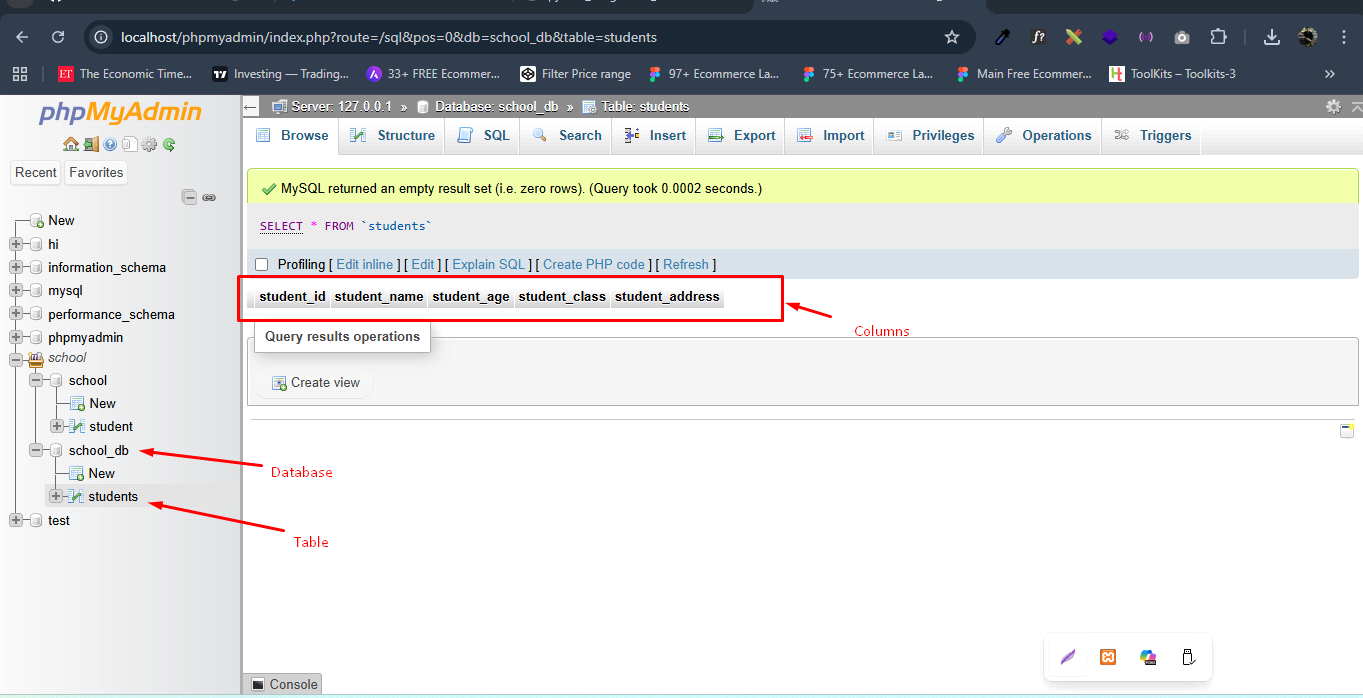 localhost/phpmyadmin/index.php?route=/sql&pos=0&db=school_db&table=students
f?
ET The Economic Time...
Investing — Trading...
33+ FREE Ecommer...
Filter Price range
97+ Ecommerce La...
75+ Ecommerce La...
Main Free Ecommer...
ToolKits – Toolkits-3
phpMyAdmin
Recent
Favorites
New
hi
information_schema
mysql
performance_schema
phpmyadmin
school
school
New
student
school_db
New
students
test
Server: 127.0.0.1 » Database: school_db » Table: students
Browse
Structure
SQL
Search
Insert
Export
Import
Privileges
Operations
Triggers
MySQL returned an empty result set (i.e. zero rows). (Query took 0.0002 seconds.)
SELECT * FROM `students`
Profiling [ Edit inline ] [ Edit ] [ Explain SQL ] [ Create PHP code ] [ Refresh ]
student_id student_name student_age student_class student_address
Columns
Query results operations
Create view
Database
Table
Console